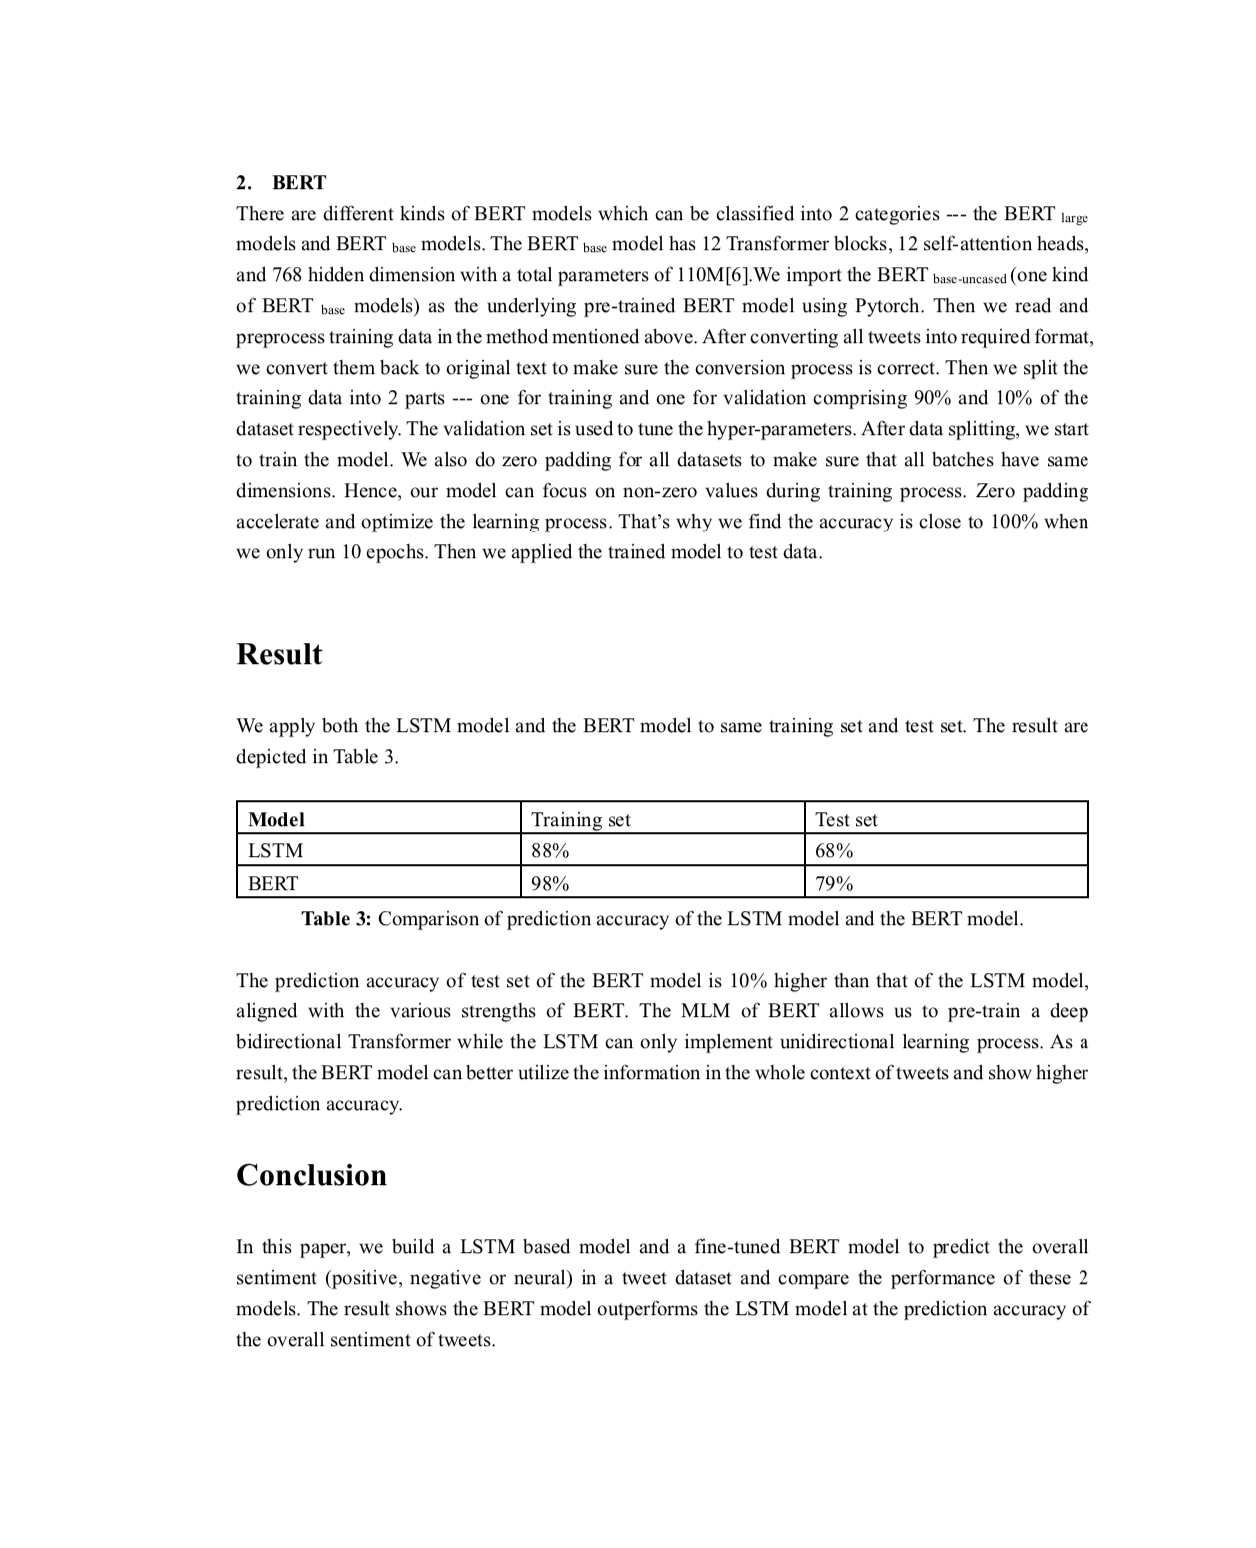 2. BERT
There are different kinds of BERT models which can be classified into 2 categories --- the BERT large
models and BERT base models. The BERT base model has 12 Transformer blocks, 12 self-attention heads,
and 768 hidden dimension with a total parameters of 110M[6].We import the BERT base-uncased (one kind
of BERT base models) as the underlying pre-trained BERT model using Pytorch. Then we read and
preprocess training data in the method mentioned above. After converting all tweets into required format,
we convert them back to original text to make sure the conversion process is correct. Then we split the
training data into 2 parts --- one for training and one for validation comprising 90% and 10% of the
dataset respectively. The validation set is used to tune the hyper-parameters. After data splitting, we start
to train the model. We also do zero padding for all datasets to make sure that all batches have same
dimensions. Hence, our model can focus on non-zero values during training process. Zero padding
accelerate and optimize the learning process. That’s why we find the accuracy is close to 100% when
we only run 10 epochs. Then we applied the trained model to test data.
Result
We apply both the LSTM model and the BERT model to same training set and test set. The result are
depicted in Table 3.
Model Training set Test set
LSTM 88% 68%
BERT 98% 79%
Table 3: Comparison of prediction accuracy of the LSTM model and the BERT model.
The prediction accuracy of test set of the BERT model is 10% higher than that of the LSTM model,
aligned with the various strengths of BERT. The MLM of BERT allows us to pre-train a deep
bidirectional Transformer while the LSTM can only implement unidirectional learning process. As a
result, the BERT model can better utilize the information in the whole context of tweets and show higher
prediction accuracy.
Conclusion
In this paper, we build a LSTM based model and a fine-tuned BERT model to predict the overall
sentiment (positive, negative or neural) in a tweet dataset and compare the performance of these 2
models. The result shows the BERT model outperforms the LSTM model at the prediction accuracy of
the overall sentiment of tweets.